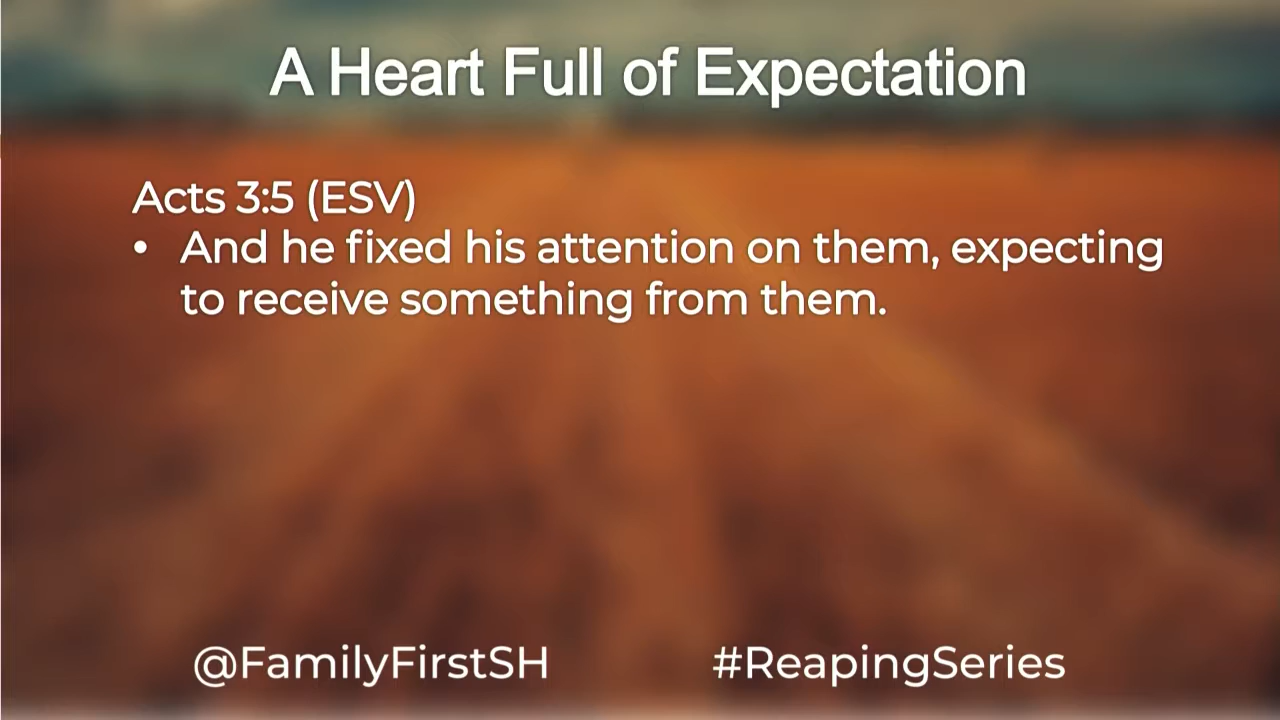 A Heart Full of Expectation
Acts 3:5 (ESV)
• And he fixed his attention on them, expecting
to receive something from them.
@FamilyFirstSH #ReapingSeries